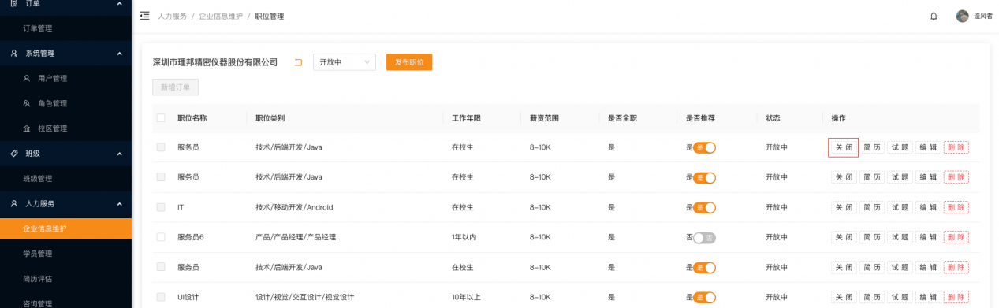 订单
人力服务 / 企业信息维护 / 职位管理
造风者
订单管理
系统管理
深圳市理邦精密仪器股份有限公司
开放中
发布职位
用户管理
新增订单
角色管理
职位名称 职位类别 工作年限 薪资范围 是否全职 是否推荐 状态 操作
校区管理
服务员 技术/后端开发/Java 在校生 8-10K 是 是 是 开放中 关闭 简历 试题 编辑 删除
班级
班级管理
服务员 技术/后端开发/Java 在校生 8-10K 是 是 是 开放中 关闭 简历 试题 编辑 删除
人力服务
IT 技术/移动开发/Android 在校生 8-10K 是 是 是 开放中 关闭 简历 试题 编辑 删除
企业信息维护
服务员6 产品/产品经理/产品经理 1年以内 8-10K 是 否 否 开放中 关闭 简历 试题 编辑 删除
学员管理
服务员 技术/后端开发/Java 在校生 8-10K 是 是 是 开放中 关闭 简历 试题 编辑 删除
简历评估
UI设计 设计/视觉/交互设计/视觉设计 10年以上 8-10K 是 是 是 开放中 关闭 简历 试题 编辑 删除
咨询管理